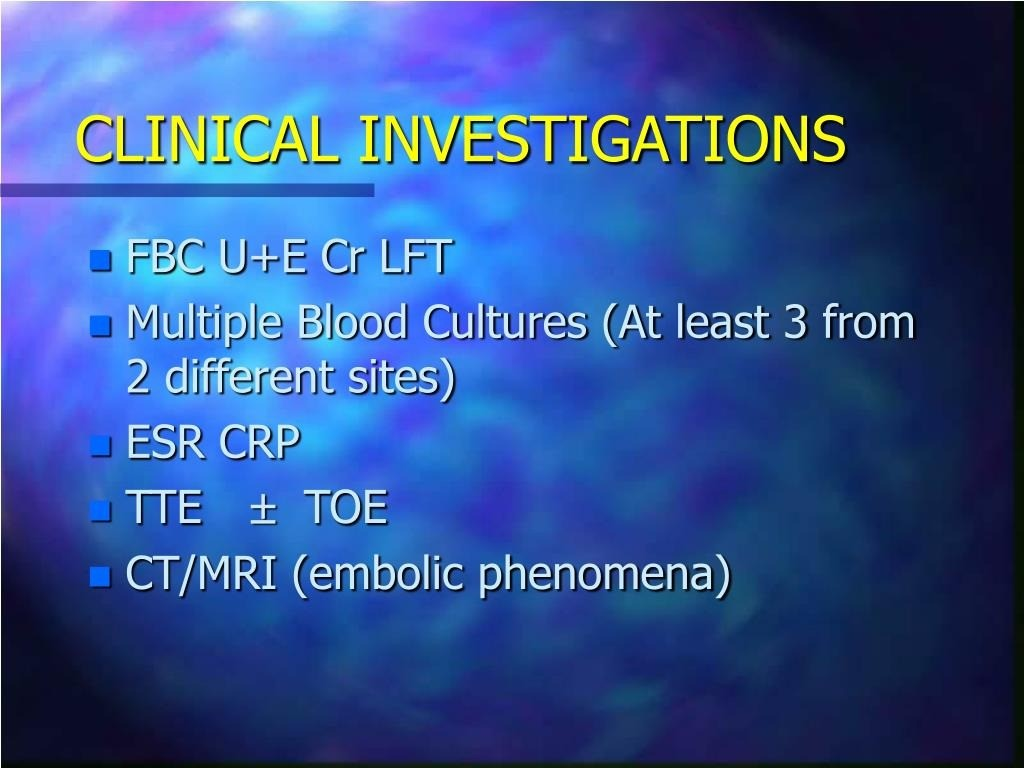 CLINICAL INVESTIGATIONS
FBC U+E Cr LFT
Multiple Blood Cultures (At least 3 from
2 different sites)
ESR CRP
TTE ± TOE
CT/MRI (embolic phenomena)